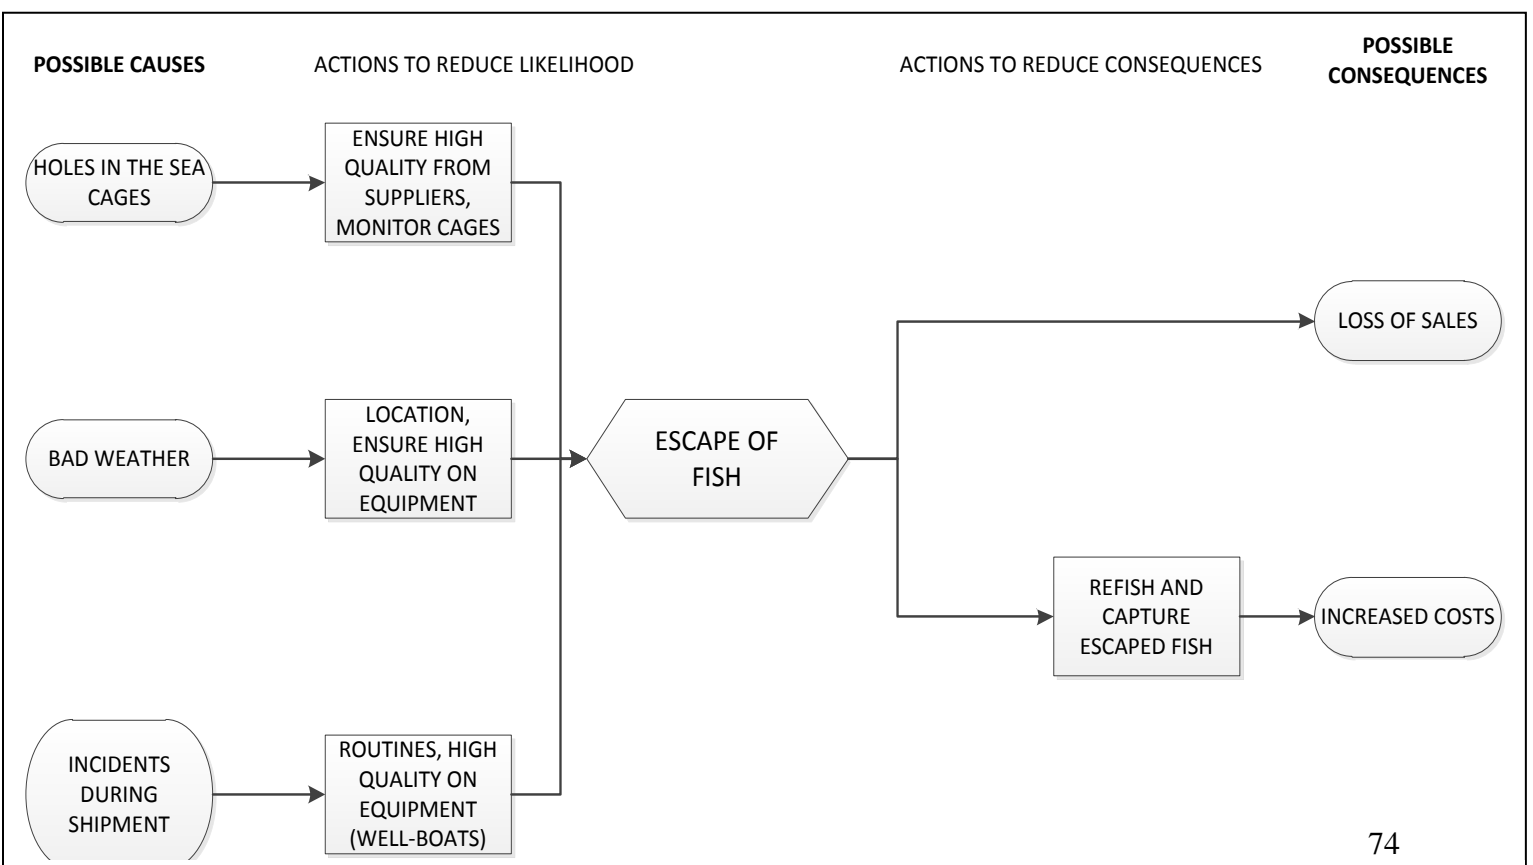 POSSIBLE CAUSES
ACTIONS TO REDUCE LIKELIHOOD
ACTIONS TO REDUCE CONSEQUENCES
POSSIBLE
CONSEQUENCES
HOLES IN THE SEA
CAGES
ENSURE HIGH
QUALITY FROM
SUPPLIERS,
MONITOR CAGES
LOSS OF SALES
BAD WEATHER
LOCATION,
ENSURE HIGH
QUALITY ON
EQUIPMENT
ESCAPE OF
FISH
REFISH AND
CAPTURE
ESCAPED FISH
INCREASED COSTS
INCIDENTS
DURING
SHIPMENT
ROUTINES, HIGH
QUALITY ON
EQUIPMENT
(WELL-BOATS)
74